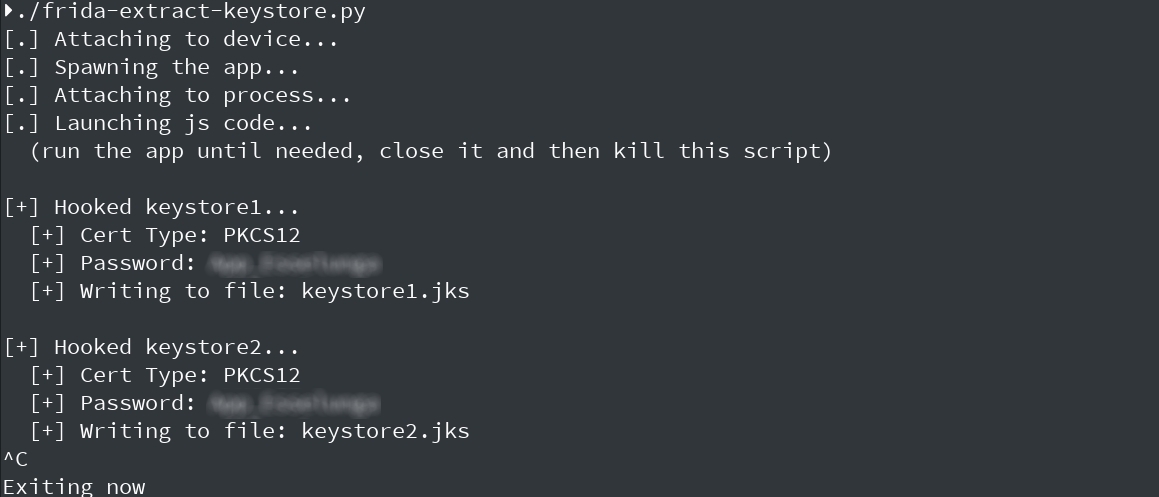 ▸./frida-extract-keystore.py
[.] Attaching to device...
[.] Spawning the app...
[.] Attaching to process...
[.] Launching js code...
(run the app until needed, close it and then kill this script)
[+] Hooked keystore1...
[+] Cert Type: PKCS12
[+] Password:
[+] Writing to file: keystore1.jks
[+] Hooked keystore2...
[+] Cert Type: PKCS12
[+] Password:
[+] Writing to file: keystore2.jks
^C
Exiting now